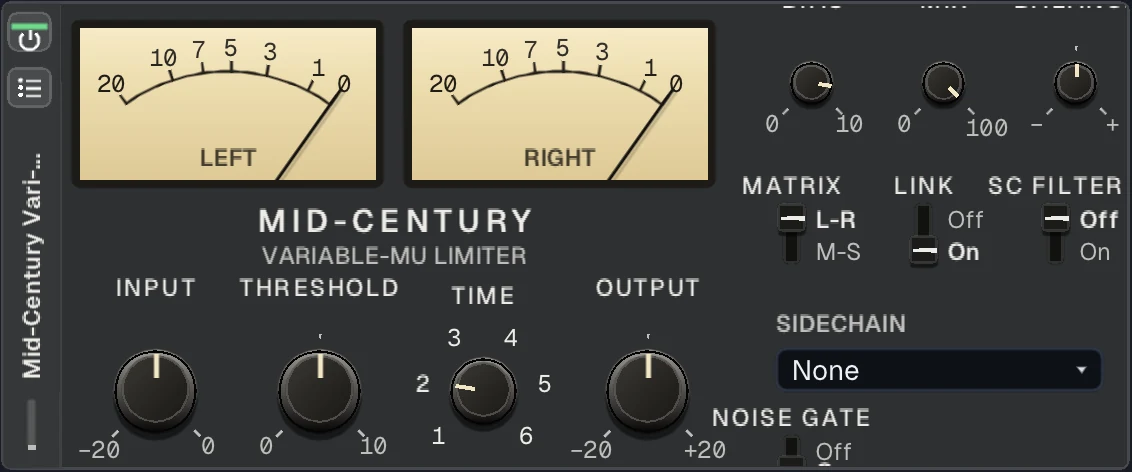 Mid-Century Vari-...
20 10 7 5 3 1 0
LEFT
20 10 7 5 3 1 0
RIGHT
0 10
0 100
- +
MID-CENTURY
VARIABLE-MU LIMITER
INPUT
-20 0
THRESHOLD
0 10
TIME
1 2 3 4 5 6
OUTPUT
-20 +20
MATRIX
L-R
M-S
LINK
Off
On
SC FILTER
Off
On
SIDECHAIN
None
NOISE GATE
Off